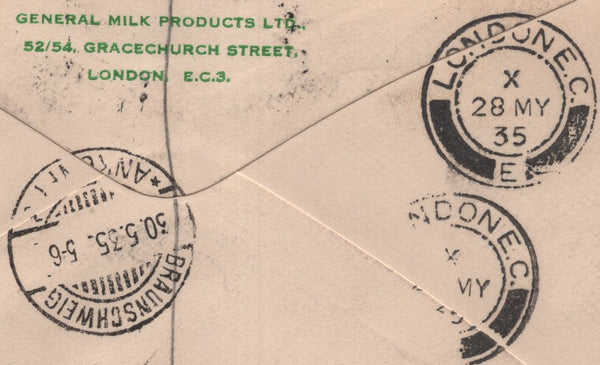 GENERAL MILK PRODUCTS LTD.,
52/54, GRACECHURCH STREET,
LONDON, E.C.3.
LONDON E.C.
X
28 MY
35
E
NDON E.C.
X
MY
BRAUNSCHWEIG
30.5.35. 5-6